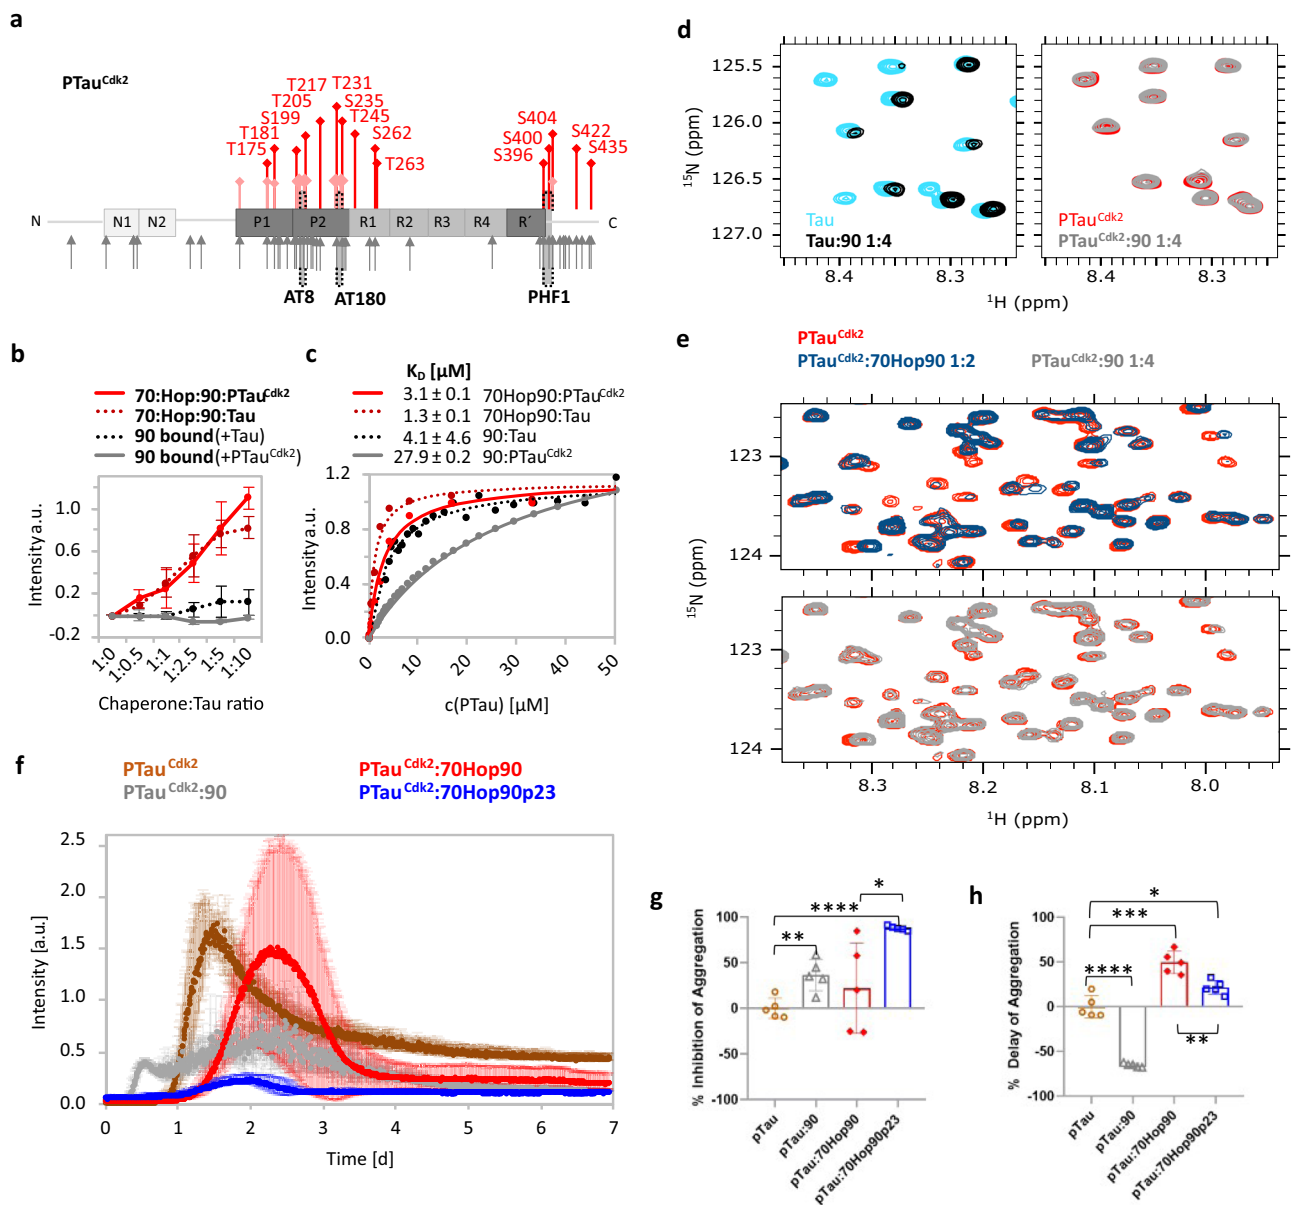 a
PTau^Cdk2
T217 T231
T205 S235
S199 T245
T181 S262
T175 T263
S404
S400 S422
S396 S435
N N1 N2 P1 P2 R1 R2 R3 R4 R´ C
AT8 AT180 PHF1
b
70:Hop:90:PTau^Cdk2
70:Hop:90:Tau
90 bound(+Tau)
90 bound(+PTau^Cdk2)
Intensity a.u.
1.0
0.6
0.2
-0.2
1:0 1:0.5 1:1 1:2.5 1:5 1:10
Chaperone:Tau ratio
c
K_D [µM]
3.1 ± 0.1 70Hop90:PTau^Cdk2
1.3 ± 0.1 70Hop90:Tau
4.1 ± 4.6 90:Tau
27.9 ± 0.2 90:PTau^Cdk2
Intensity a.u.
1.2
0.8
0.4
0.0
0 10 20 30 40 50
c(PTau) [µM]
d
125.5
126.0
126.5
127.0
15N (ppm)
Tau
Tau:90 1:4
PTau^Cdk2
PTau^Cdk2:90 1:4
8.4 8.3 8.4 8.3
1H (ppm)
e
PTau^Cdk2
PTau^Cdk2:70Hop90 1:2 PTau^Cdk2:90 1:4
123
124
15N (ppm)
123
124
8.3 8.2 8.1 8.0
1H (ppm)
f
PTau^Cdk2 PTau^Cdk2:70Hop90
PTau^Cdk2:90 PTau^Cdk2:70Hop90p23
Intensity [a.u.]
2.5
2.0
1.5
1.0
0.5
0.0
0 1 2 3 4 5 6 7
Time [d]
g
% Inhibition of Aggregation
100
50
0
-50
-100
** **** *
pTau pTau:90 pTau:70Hop90 pTau:70Hop90p23
h
% Delay of Aggregation
100
50
0
-50
-100
*
***
****
**
pTau pTau:90 pTau:70Hop90 pTau:70Hop90p23